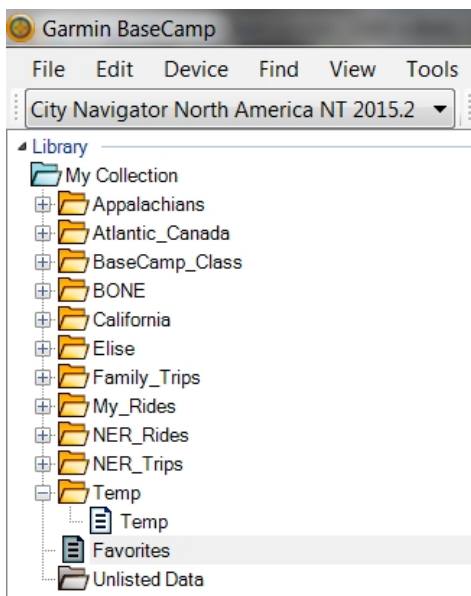 Garmin BaseCamp
File Edit Device Find View Tools
City Navigator North America NT 2015.2
Library
My Collection
Appalachians
Atlantic_Canada
BaseCamp_Class
BONE
California
Elise
Family_Trips
My_Rides
NER_Rides
NER_Trips
Temp
Temp
Favorites
Unlisted Data